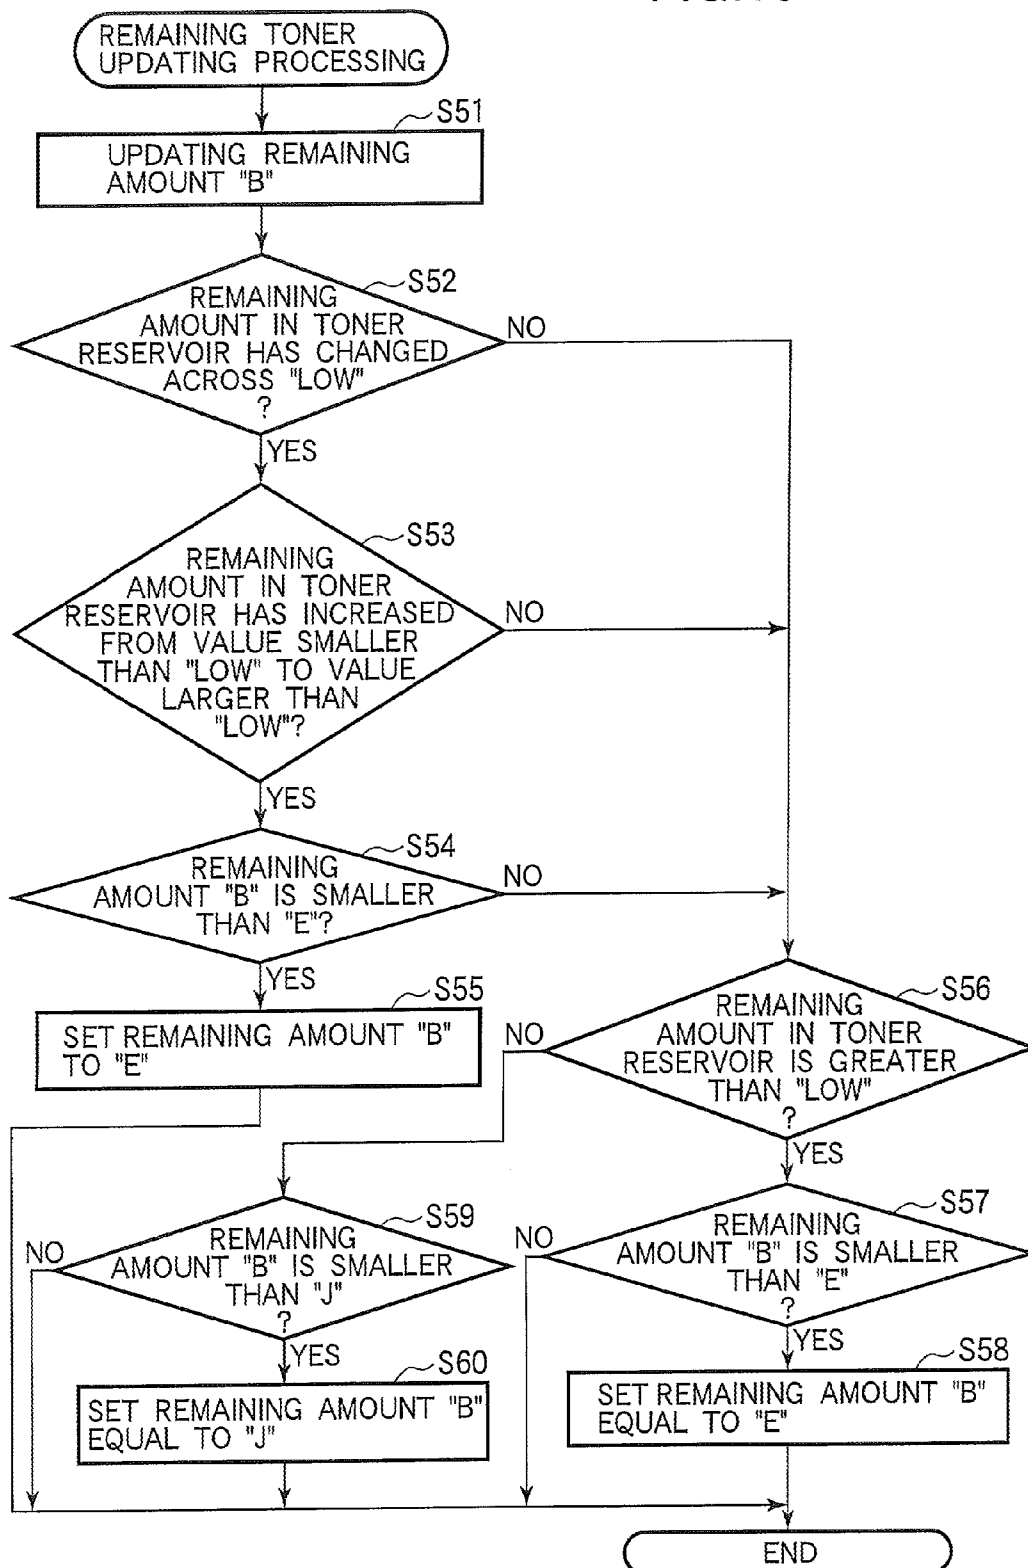 REMAINING TONER
UPDATING PROCESSING
S51
UPDATING REMAINING
AMOUNT "B"
S52
REMAINING
AMOUNT IN TONER
RESERVOIR HAS CHANGED
ACROSS "LOW"
?
NO
YES
S53
REMAINING
AMOUNT IN TONER
RESERVOIR HAS INCREASED
FROM VALUE SMALLER
THAN "LOW" TO VALUE
LARGER THAN
"LOW"?
NO
YES
S54
REMAINING
AMOUNT "B" IS SMALLER
THAN "E"?
NO
YES
S55
SET REMAINING AMOUNT "B"
TO "E"
S56
REMAINING
AMOUNT IN TONER
RESERVOIR IS GREATER
THAN "LOW"
?
NO
YES
S59
REMAINING
AMOUNT "B" IS SMALLER
THAN "J"
?
NO
YES
S60
SET REMAINING AMOUNT "B"
EQUAL TO "J"
S57
REMAINING
AMOUNT "B" IS SMALLER
THAN "E"
?
NO
YES
S58
SET REMAINING AMOUNT "B"
EQUAL TO "E"
END